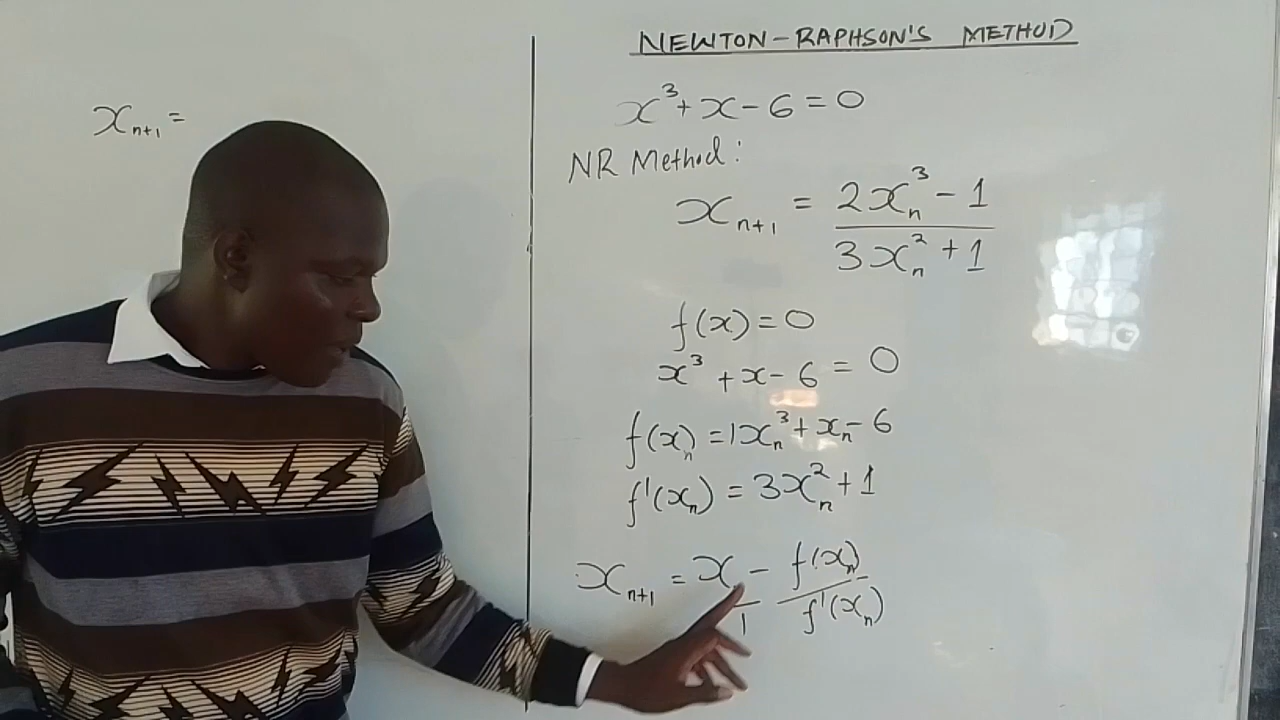 NEWTON-RAPHSON'S METHOD
x³+x-6=0
NR Method:
xₙ₊₁ = (2xₙ³ - 1)/(3xₙ² + 1)
f(x)=0
x³+x-6=0
f(xₙ)=1xₙ³+xₙ-6
f'(xₙ)=3xₙ²+1
xₙ₊₁ = x/1 - f(xₙ)/f'(xₙ)
xₙ₊₁ =